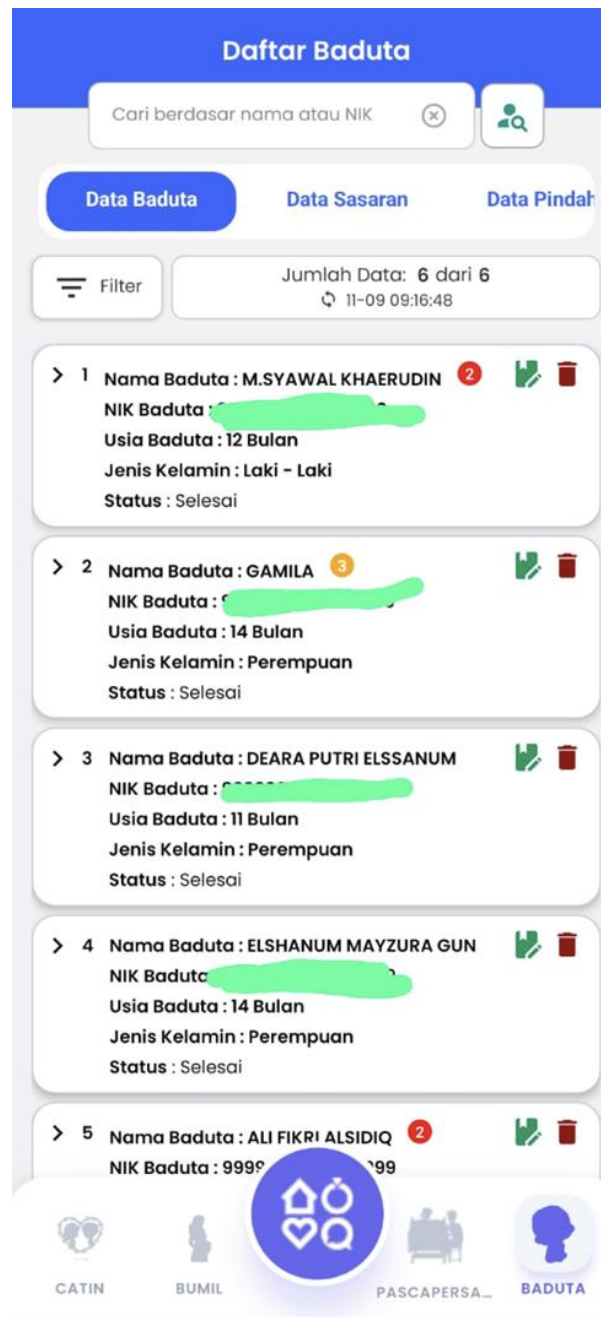 Daftar Baduta
Cari berdasar nama atau NIK
Data Baduta Data Sasaran Data Pindah
Filter
Jumlah Data: 6 dari 6
11-09 09:16:48
1 Nama Baduta : M.SYAWAL KHAERUDIN 2
NIK Baduta :
Usia Baduta : 12 Bulan
Jenis Kelamin : Laki - Laki
Status : Selesai
2 Nama Baduta : GAMILA 3
NIK Baduta :
Usia Baduta : 14 Bulan
Jenis Kelamin : Perempuan
Status : Selesai
3 Nama Baduta : DEARA PUTRI ELSSANUM
NIK Baduta :
Usia Baduta : 11 Bulan
Jenis Kelamin : Perempuan
Status : Selesai
4 Nama Baduta : ELSHANUM MAYZURA GUN
NIK Baduta
Usia Baduta : 14 Bulan
Jenis Kelamin : Perempuan
Status : Selesai
5 Nama Baduta : ALI FIKRI ALSIDIQ 2
NIK Baduta :
CATIN BUMIL PASCAPERSA... BADUTA